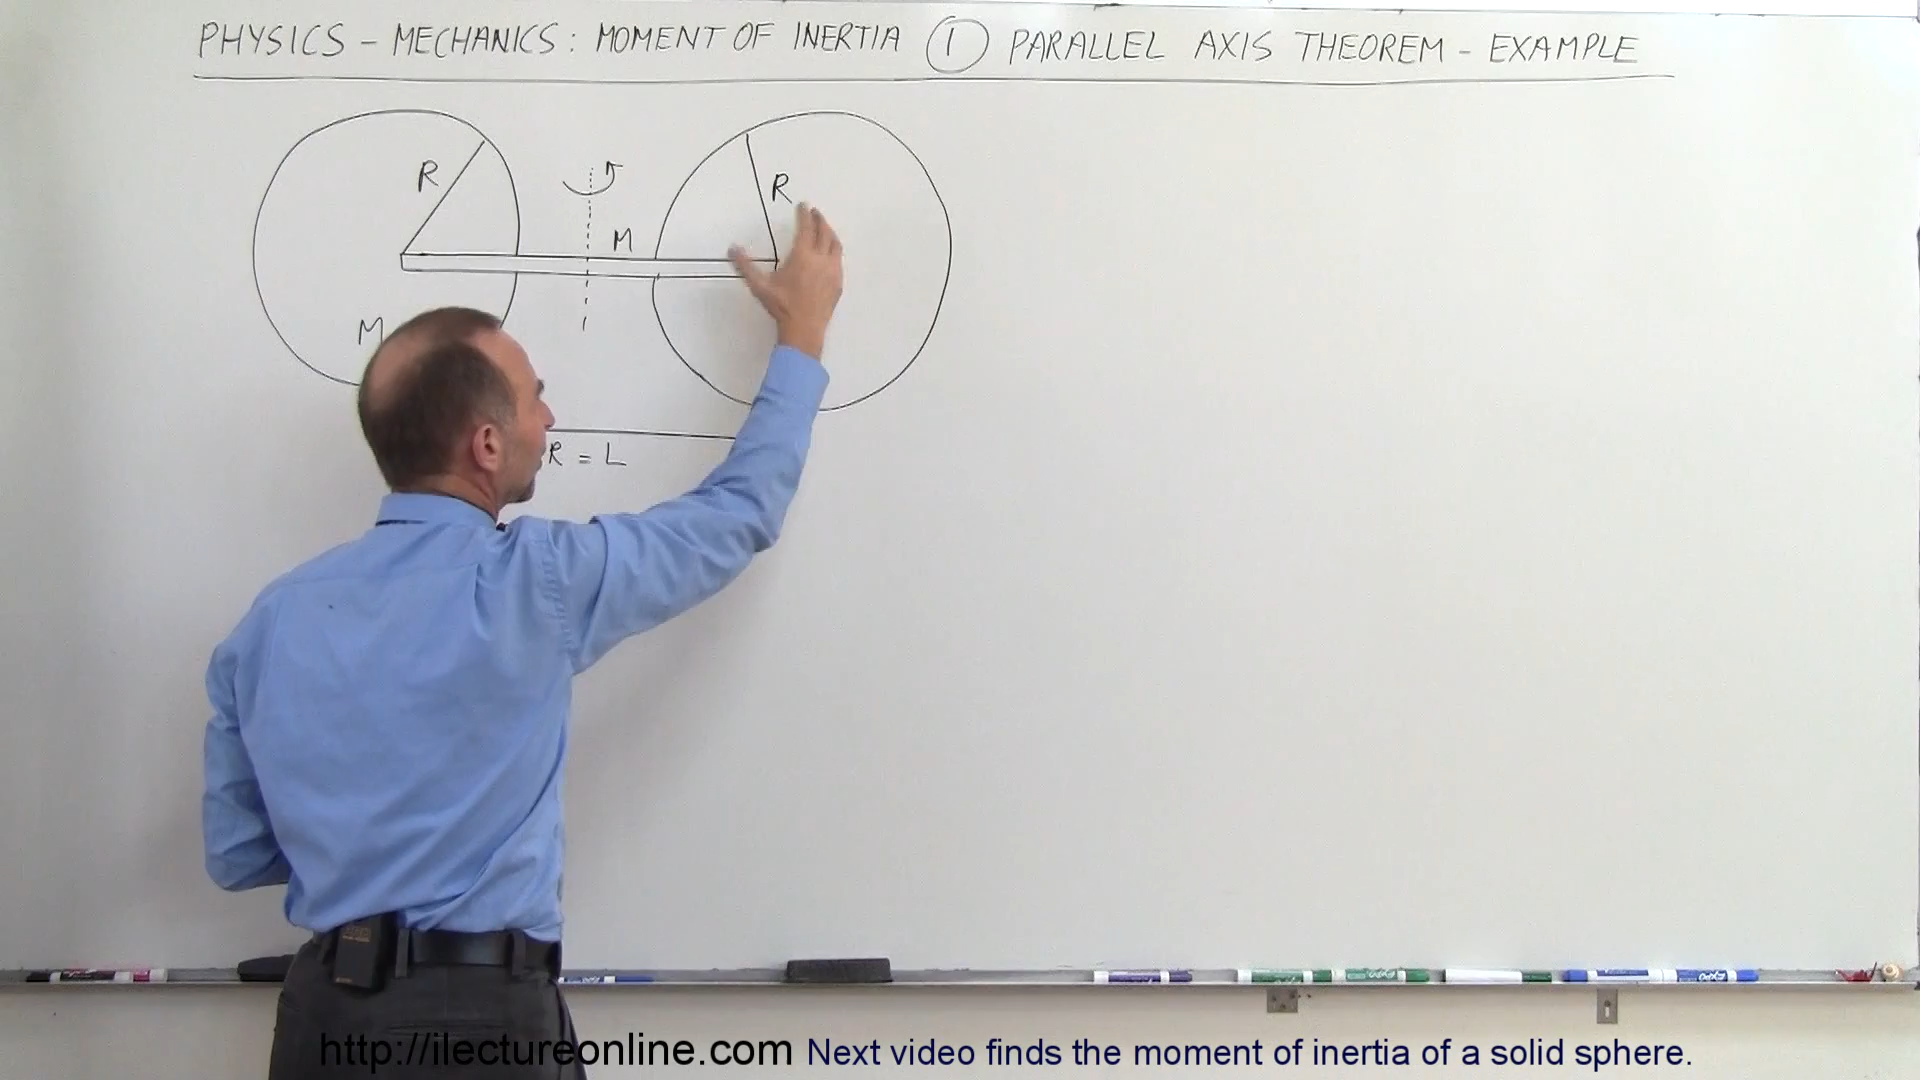 PHYSICS - MECHANICS: MOMENT OF INERTIA ① PARALLEL AXIS THEOREM - EXAMPLE
R
R
M
M
R = L
http://ilectureonline.com Next video finds the moment of inertia of a solid sphere.